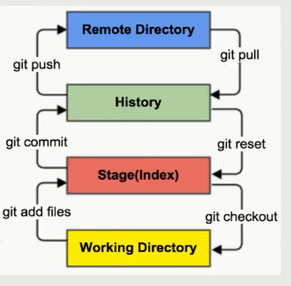 Remote Directory
git push
git pull
History
git commit
git reset
Stage(Index)
git add files
git checkout
Working Directory